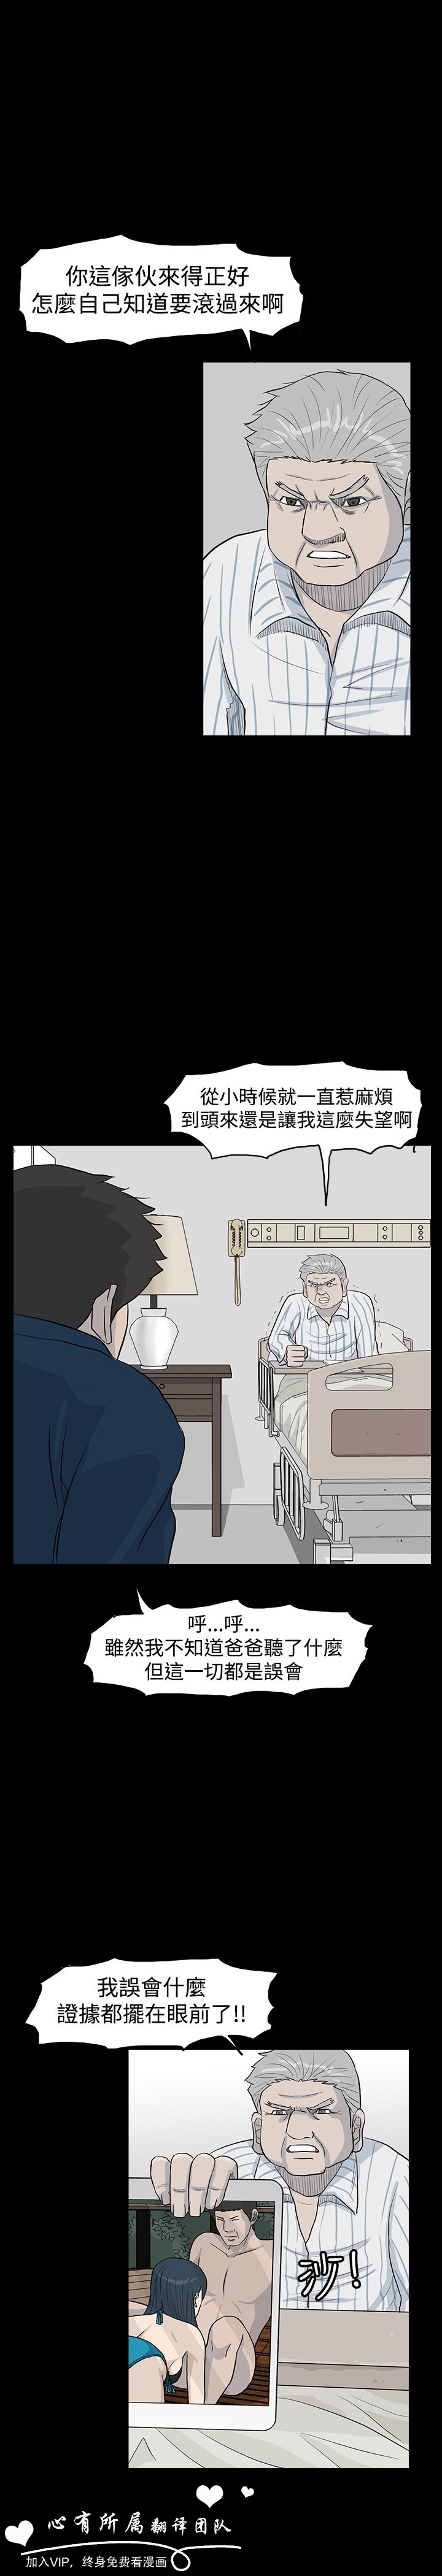 你這傢伙來得正好
怎麼自己知道要滾過來啊
從小時候就一直惹麻煩
到頭來還是讓我這麼失望啊
呼...呼...
雖然我不知道爸爸聽了什麼
但這一切都是誤會
我誤會什麼
證據都擺在眼前了!!
沙!
心有所属翻译团队
加入VIP，终身免费看漫画